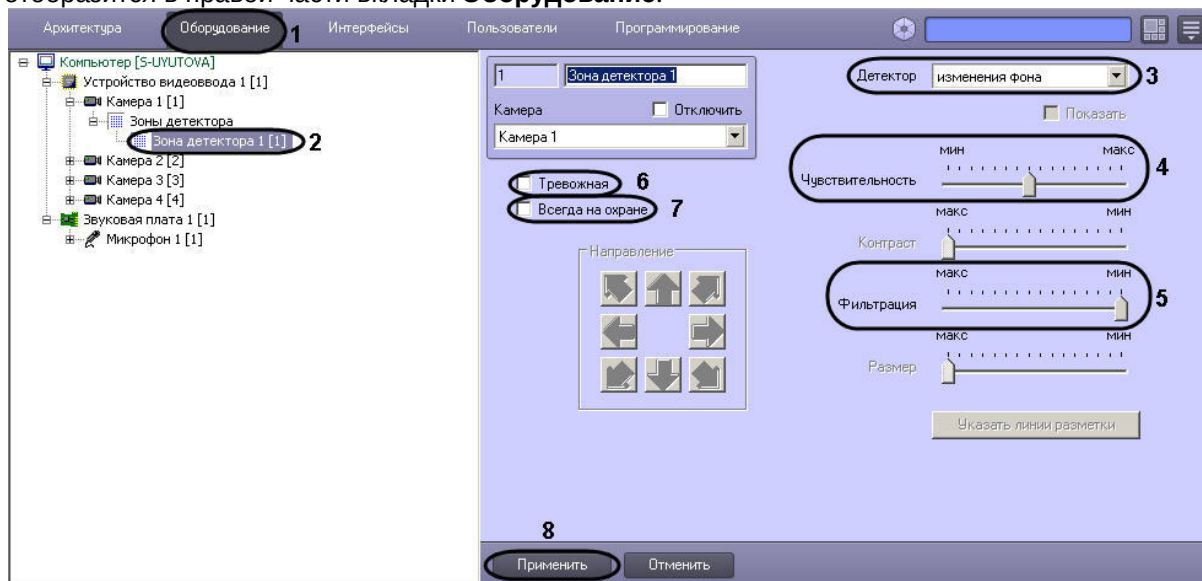 отобразится в правой части вкладки Оборудование.
Архитектура Оборудование 1 Интерфейсы Пользователи Программирование
Компьютер [S-UYUTOVA]
Устройство видеоввода 1 [1]
Камера 1 [1]
Зоны детектора
Зона детектора 1 [1] 2
Камера 2 [2]
Камера 3 [3]
Камера 4 [4]
Звуковая плата 1 [1]
Микрофон 1 [1]
1 Зона детектора 1
Камера Отключить
Камера 1
Тревожная 6
Всегда на охране 7
Направление
Детектор изменения фона 3
Показать
мин макс
Чувствительность 4
макс мин
Контраст
макс мин
Фильтрация 5
макс мин
Размер
Указать линии разметки
8
Применить Отменить